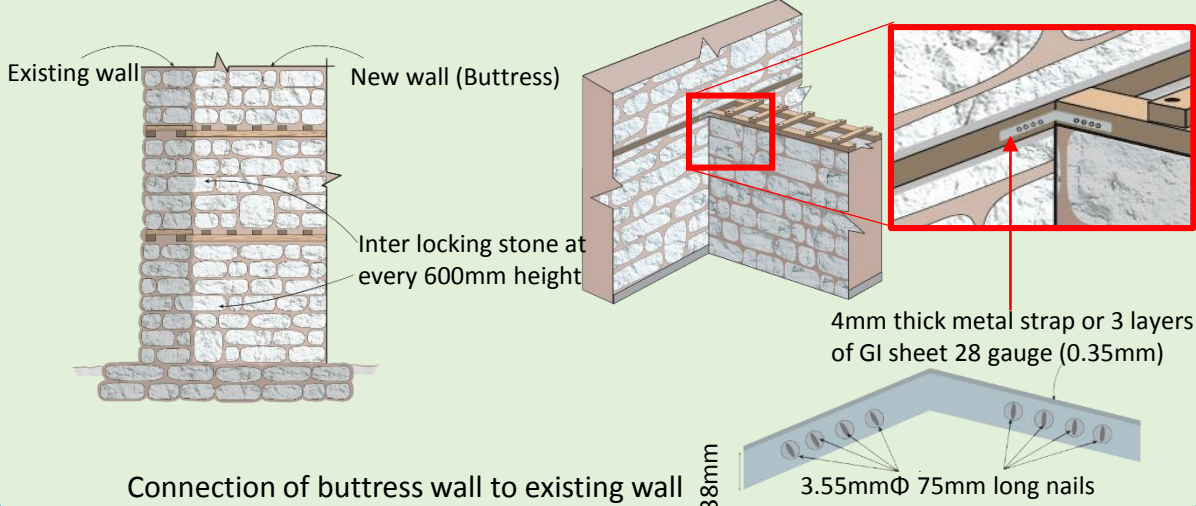 Existing wall
New wall (Buttress)
Inter locking stone at
every 600mm height
4mm thick metal strap or 3 layers
of GI sheet 28 gauge (0.35mm)
38mm
3.55mmΦ 75mm long nails
Connection of buttress wall to existing wall